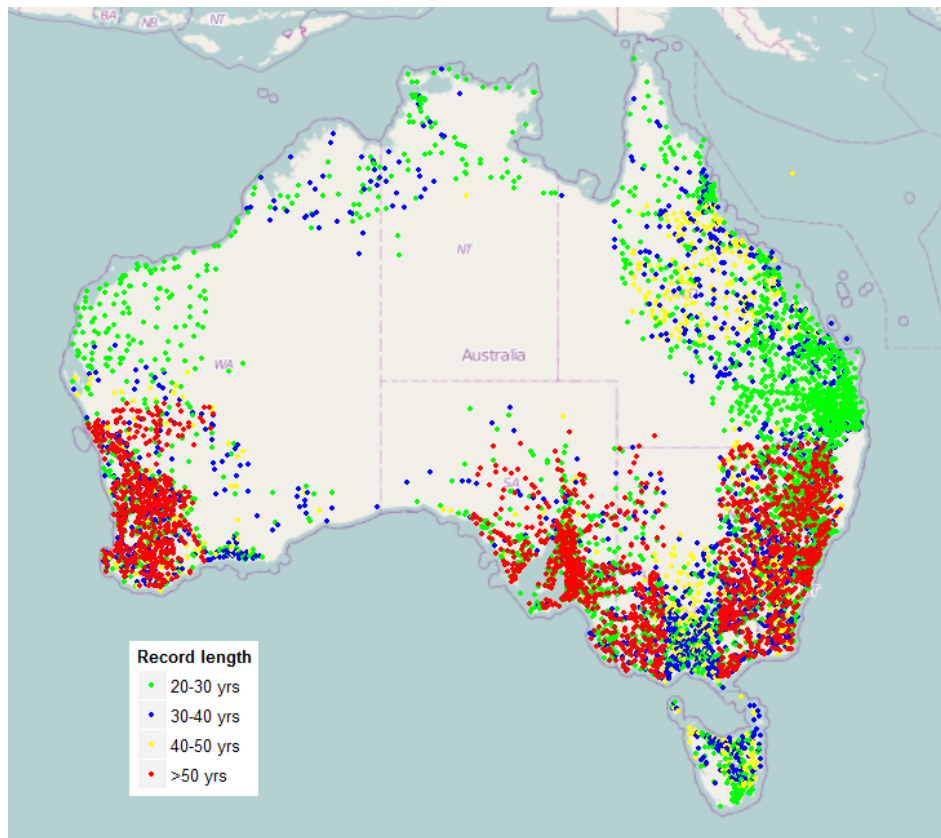 BA
NB
NT
NT
Australia
WA
SA
Record length
20-30 yrs
30-40 yrs
40-50 yrs
>50 yrs